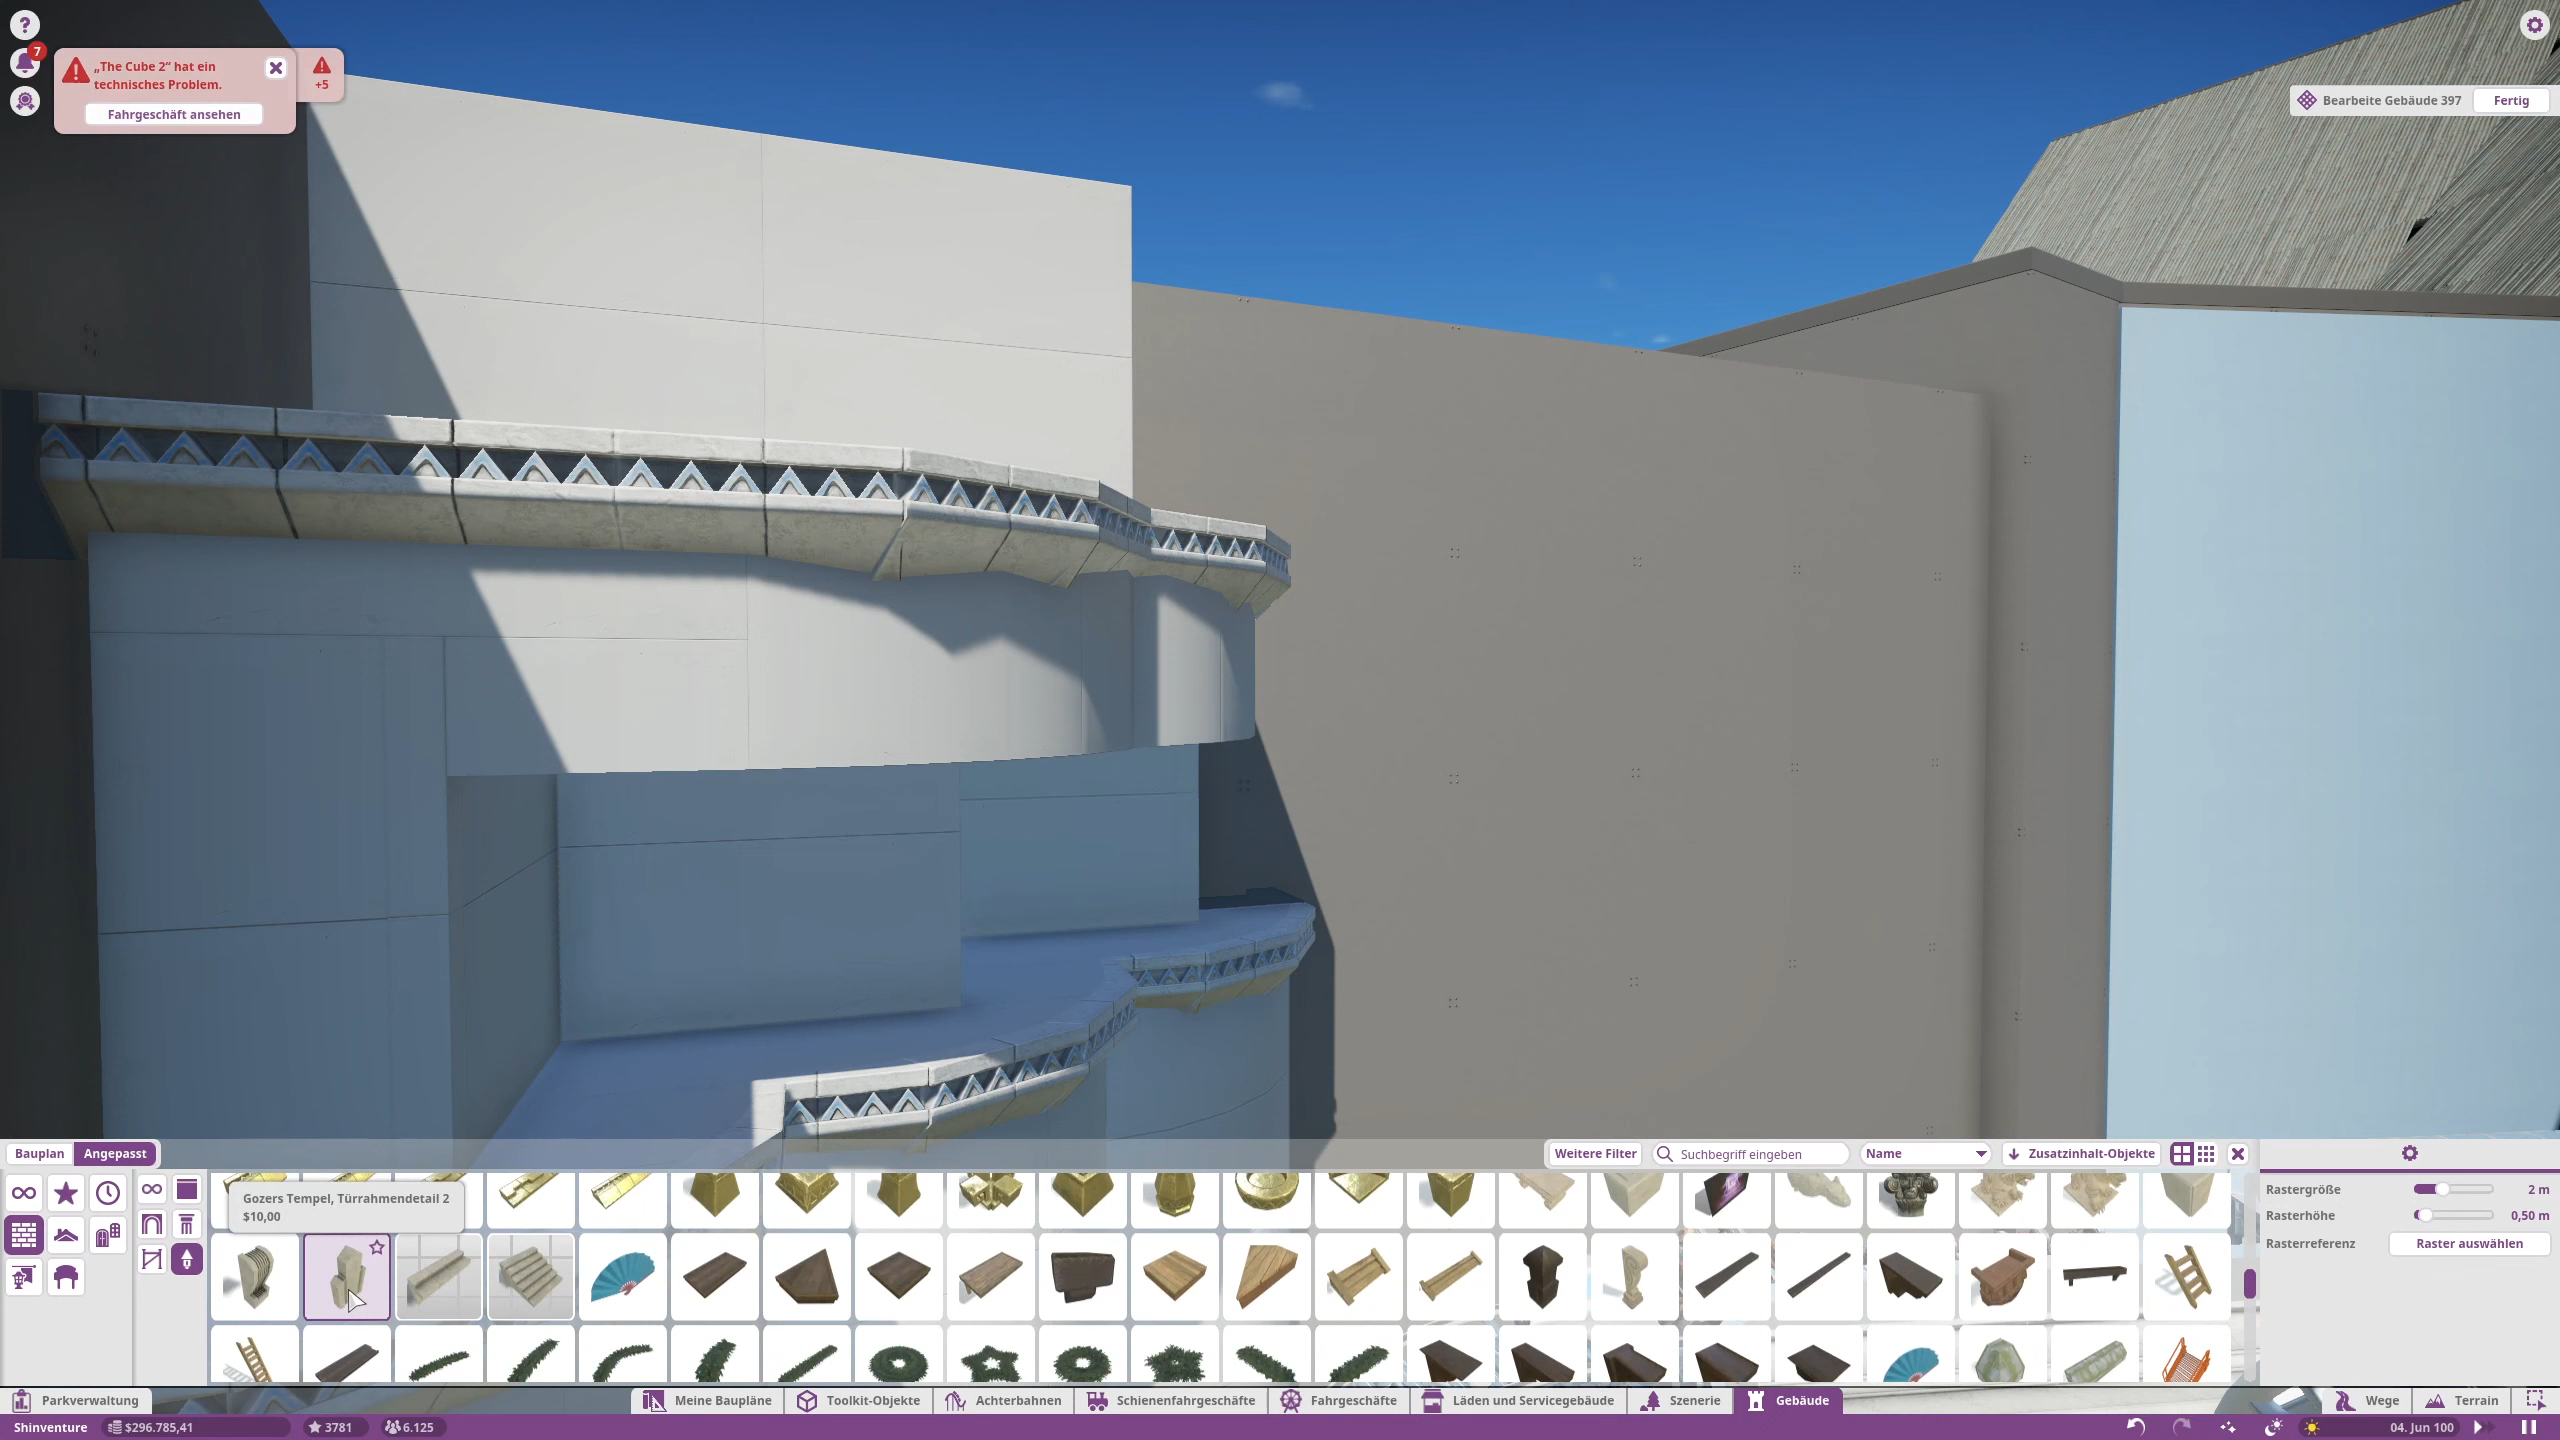 ?
7
„The Cube 2“ hat ein
technisches Problem.
Fahrgeschäft ansehen
+5
Bearbeite Gebäude 397
Fertig
Bauplan
Angepasst
Weitere Filter
Suchbegriff eingeben
Name
Zusatzinhalt-Objekte
Gozers Tempel, Türrahmendetail 2
$10,00
Rastergröße
2 m
Rasterhöhe
0,50 m
Rasterreferenz
Raster auswählen
Parkverwaltung
Meine Baupläne
Toolkit-Objekte
Achterbahnen
Schienenfahrgeschäfte
Fahrgeschäfte
Läden und Servicegebäude
Szenerie
Gebäude
Wege
Terrain
Shinventure
$296.785,41
3781
6.125
04. Jun 100